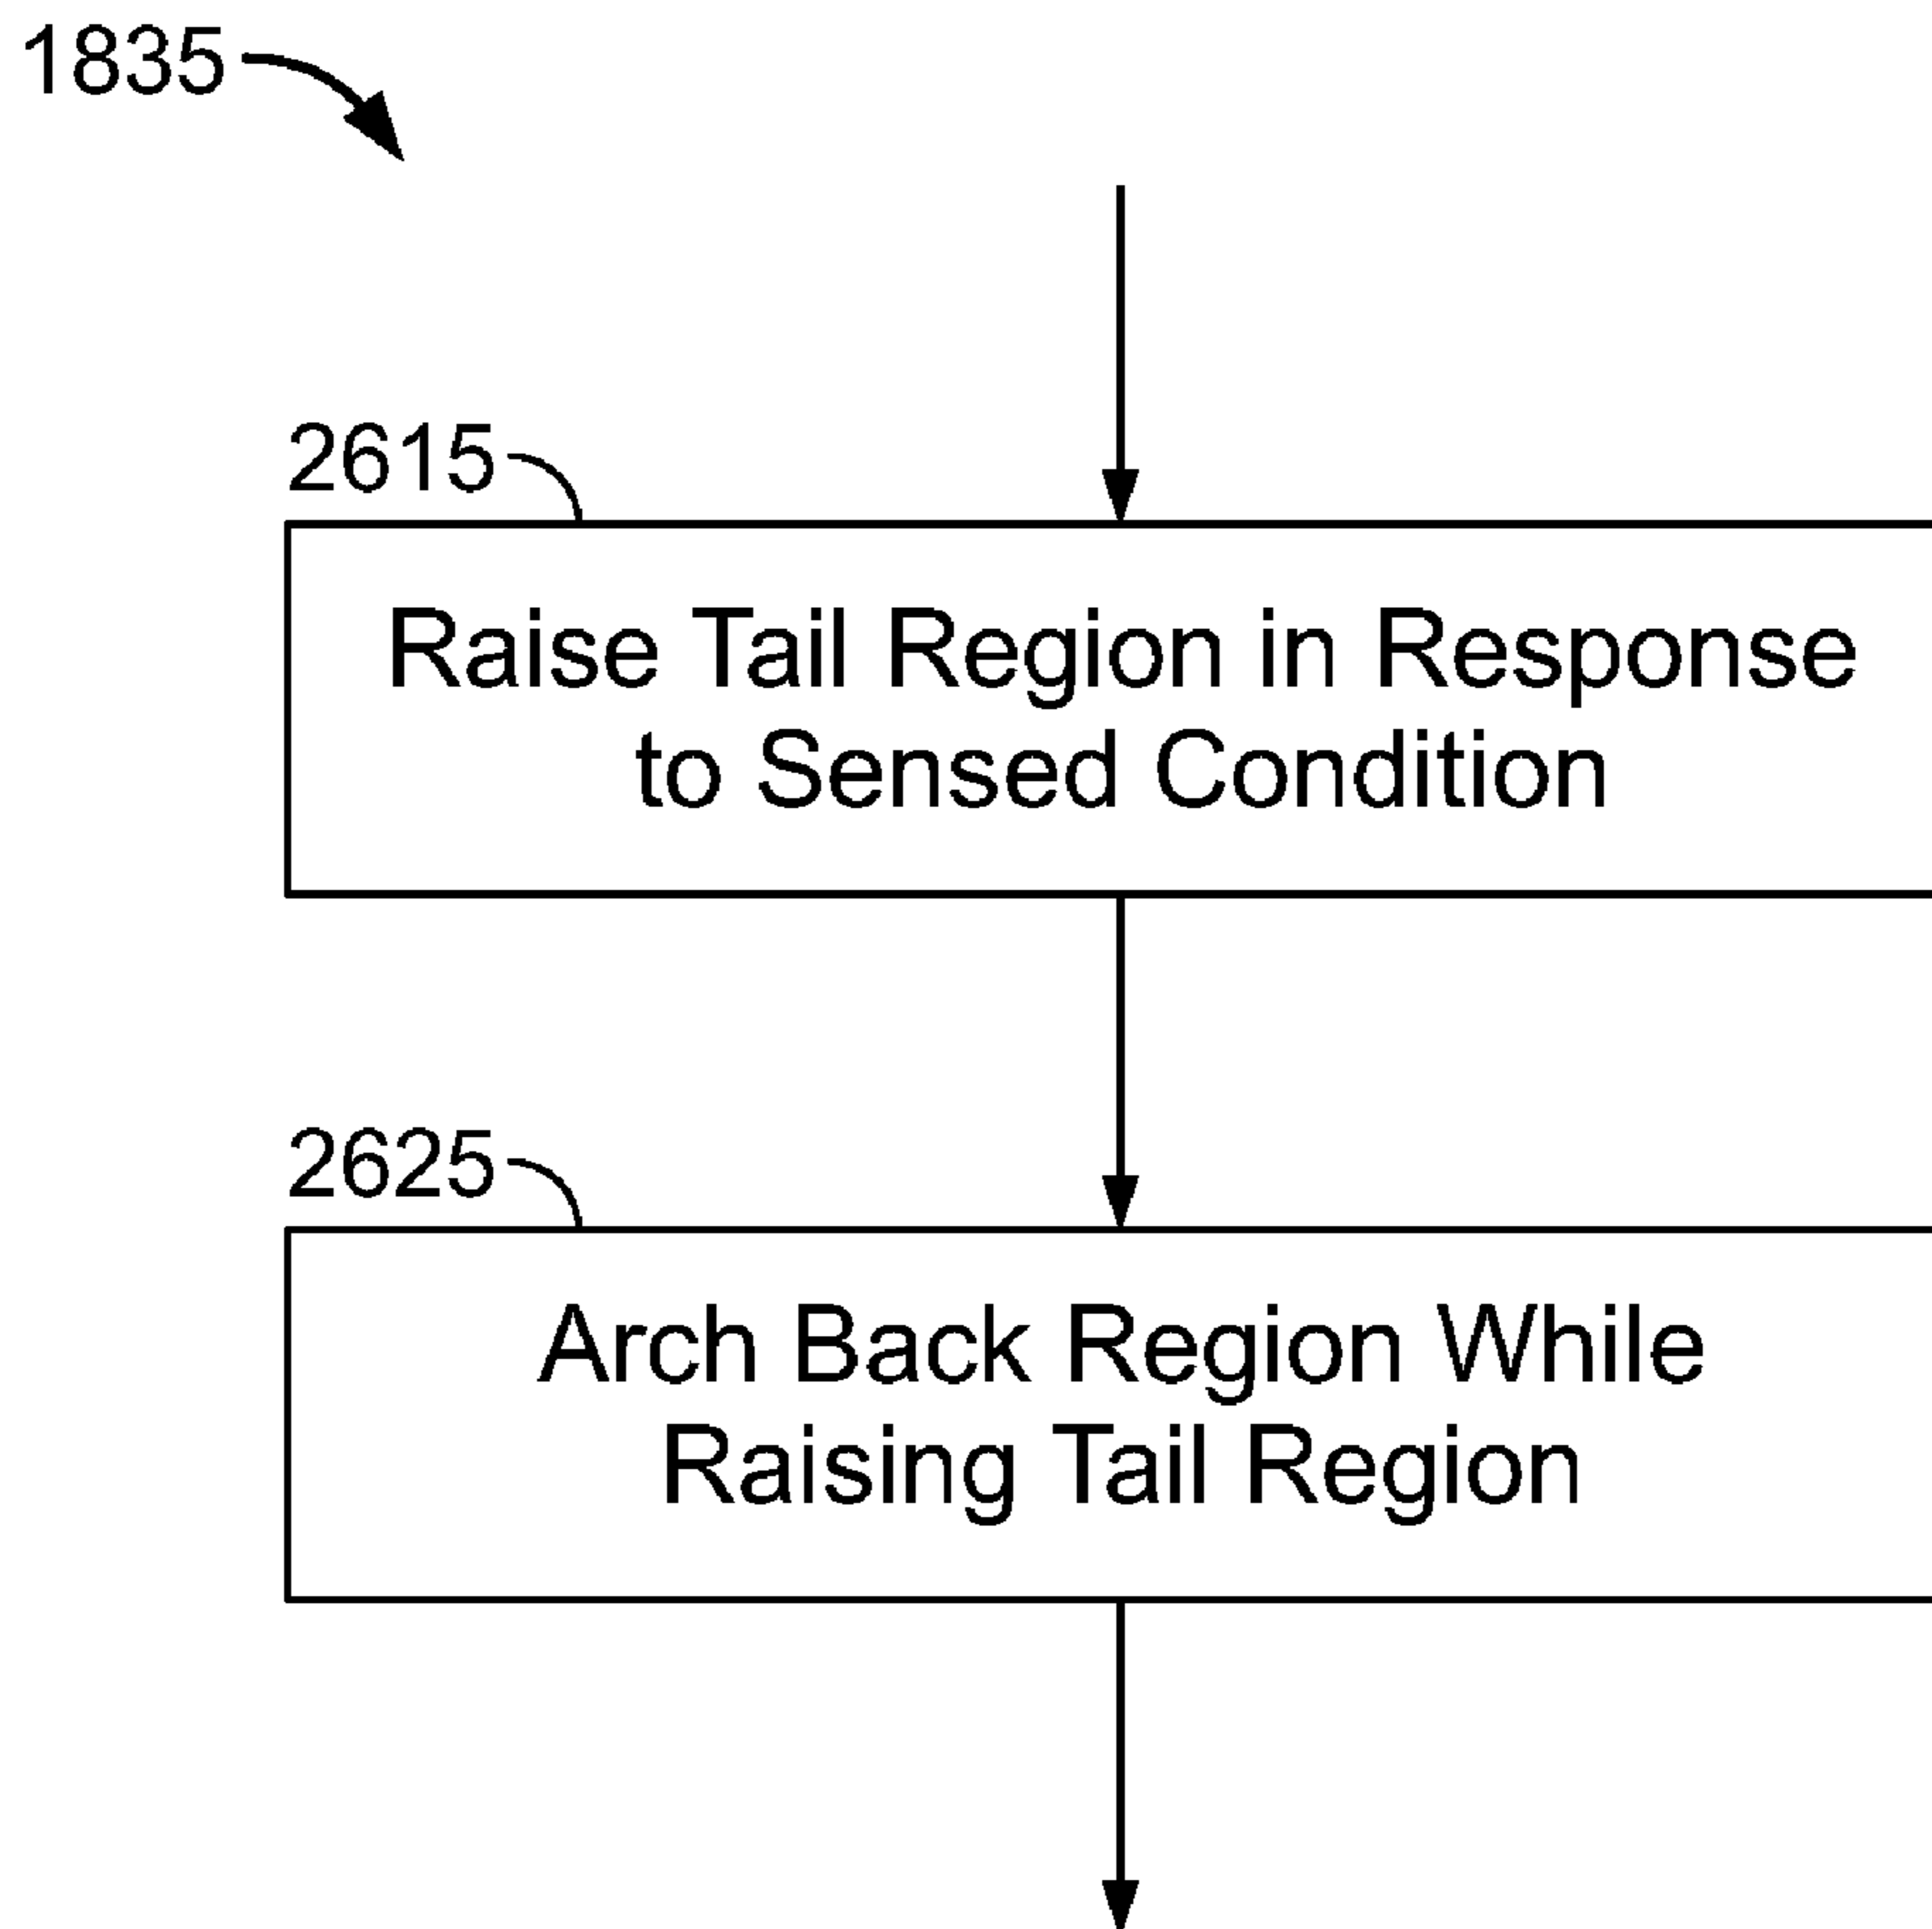 1835
2615
Raise Tail Region in Response
to Sensed Condition
2625
Arch Back Region While
Raising Tail Region